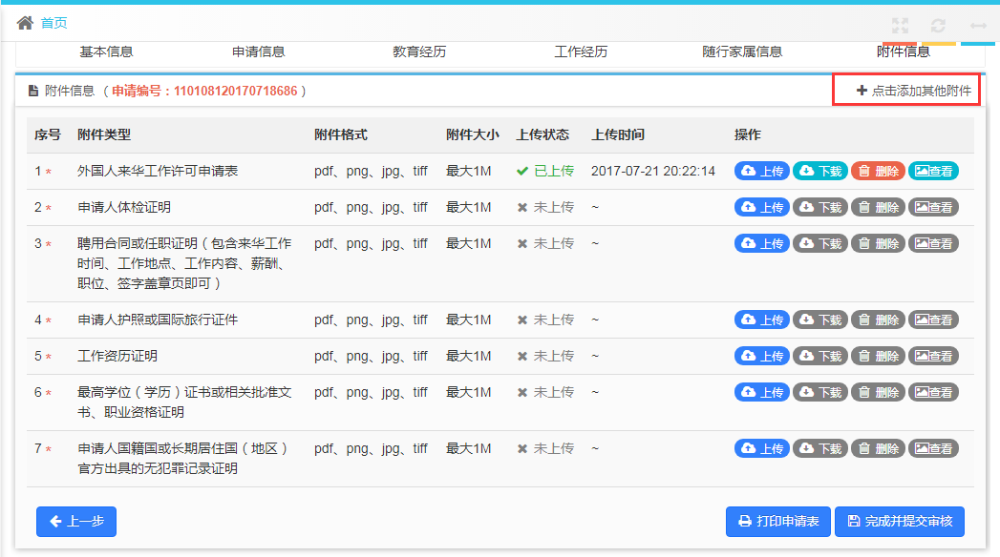 首页
基本信息 申请信息 教育经历 工作经历 随行家属信息 附件信息
附件信息 （ 申请编号：110108120170718686 ） 点击添加其他附件
序号 附件类型 附件格式 附件大小 上传状态 上传时间 操作
1 * 外国人来华工作许可申请表 pdf、png、jpg、tiff 最大1M 已上传 2017-07-21 20:22:14 上传 下载 删除 查看
2 * 申请人体检证明 pdf、png、jpg、tiff 最大1M 未上传 ~ 上传 下载 删除 查看
3 * 聘用合同或任职证明（包含来华工作 pdf、png、jpg、tiff 最大1M 未上传 ~ 上传 下载 删除 查看
时间、工作地点、工作内容、薪酬、
职位、签字盖章页即可）
4 * 申请人护照或国际旅行证件 pdf、png、jpg、tiff 最大1M 未上传 ~ 上传 下载 删除 查看
5 * 工作资历证明 pdf、png、jpg、tiff 最大1M 未上传 ~ 上传 下载 删除 查看
6 * 最高学位（学历）证书或相关批准文 pdf、png、jpg、tiff 最大1M 未上传 ~ 上传 下载 删除 查看
书、职业资格证明
7 * 申请人国籍国或长期居住国（地区） pdf、png、jpg、tiff 最大1M 未上传 ~ 上传 下载 删除 查看
官方出具的无犯罪记录证明
上一步 打印申请表 完成并提交审核